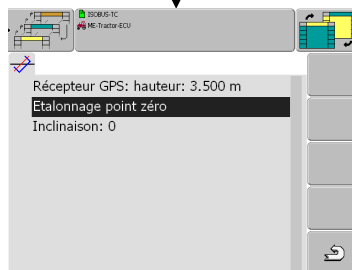 ISOBUS-TC
ME-Tractor-ECU
Récepteur GPS: hauteur: 3.500 m
Etalonnage point zéro
Inclinaison: 0